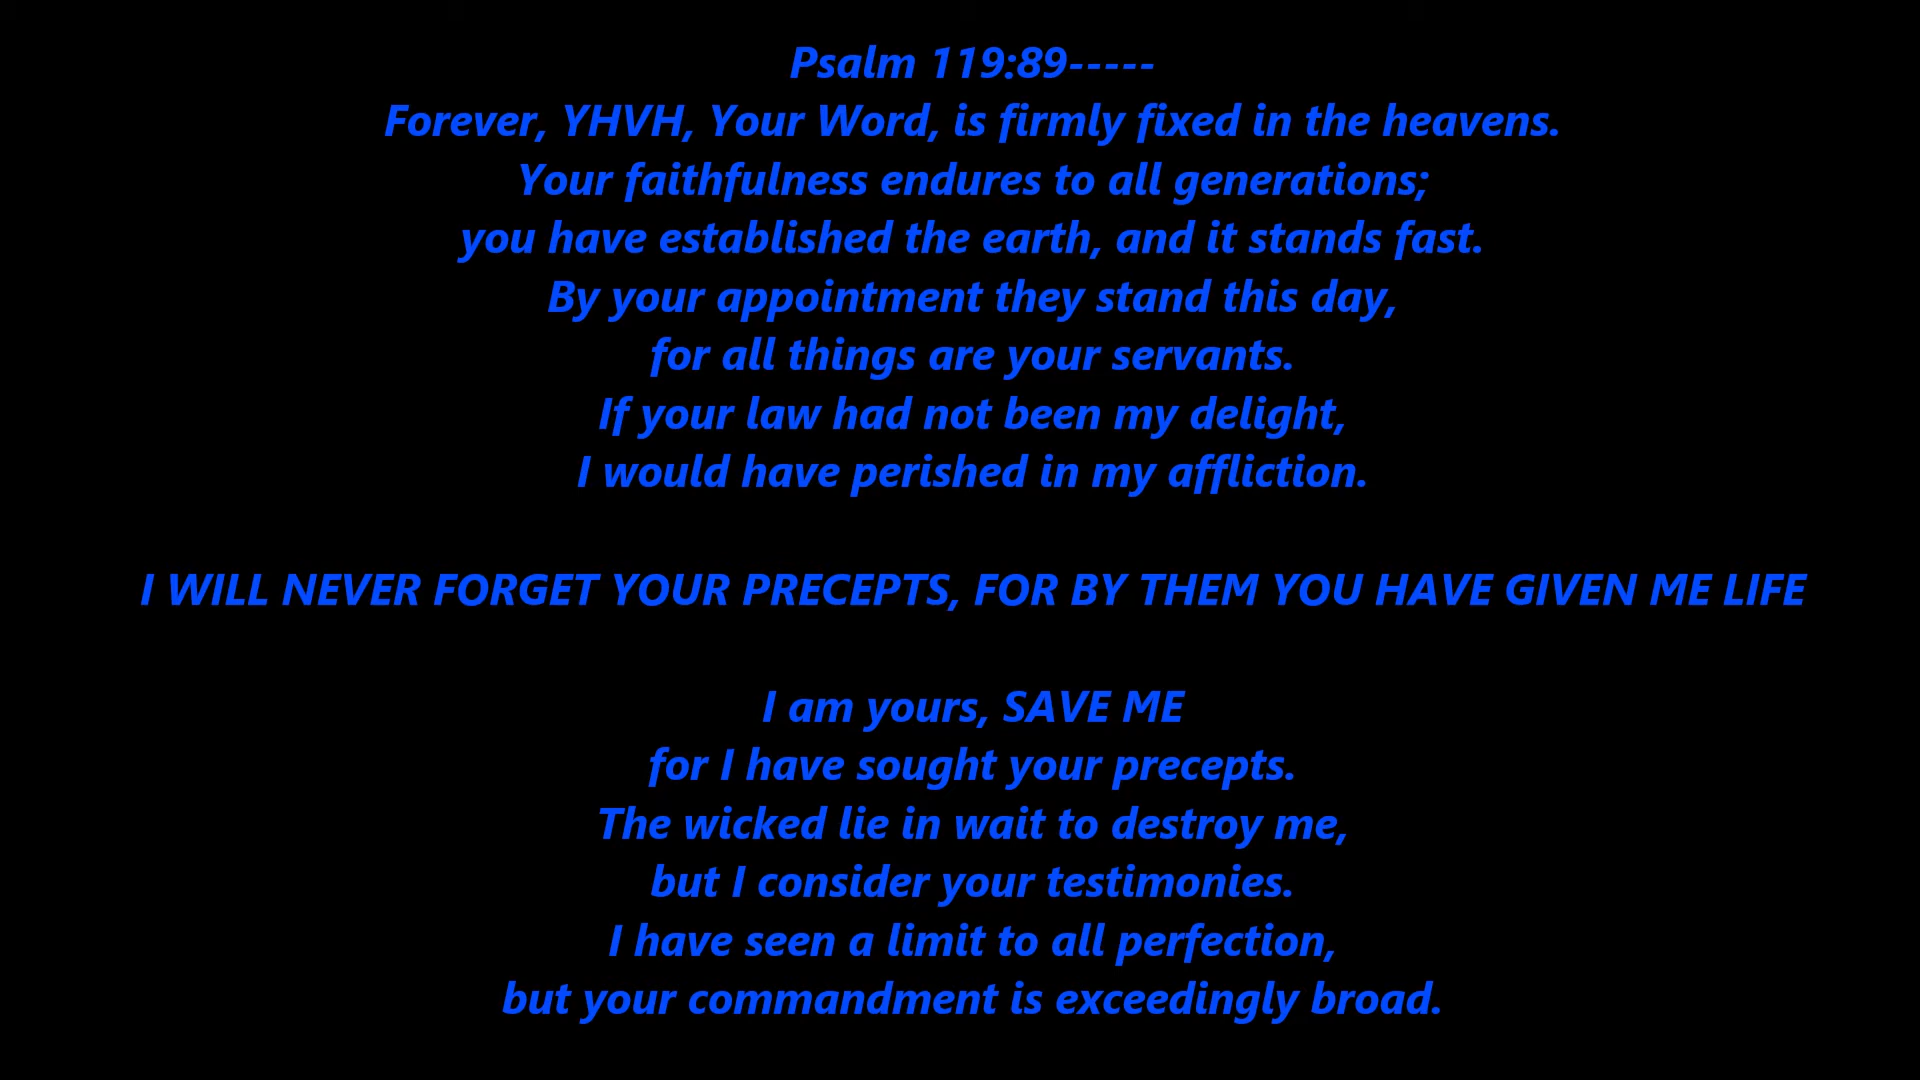 Psalm 119:89-----
Forever, YHVH, Your Word, is firmly fixed in the heavens.
Your faithfulness endures to all generations;
you have established the earth, and it stands fast.
By your appointment they stand this day,
for all things are your servants.
If your law had not been my delight,
I would have perished in my affliction.
I WILL NEVER FORGET YOUR PRECEPTS, FOR BY THEM YOU HAVE GIVEN ME LIFE
I am yours, SAVE ME
for I have sought your precepts.
The wicked lie in wait to destroy me,
but I consider your testimonies.
I have seen a limit to all perfection,
but your commandment is exceedingly broad.